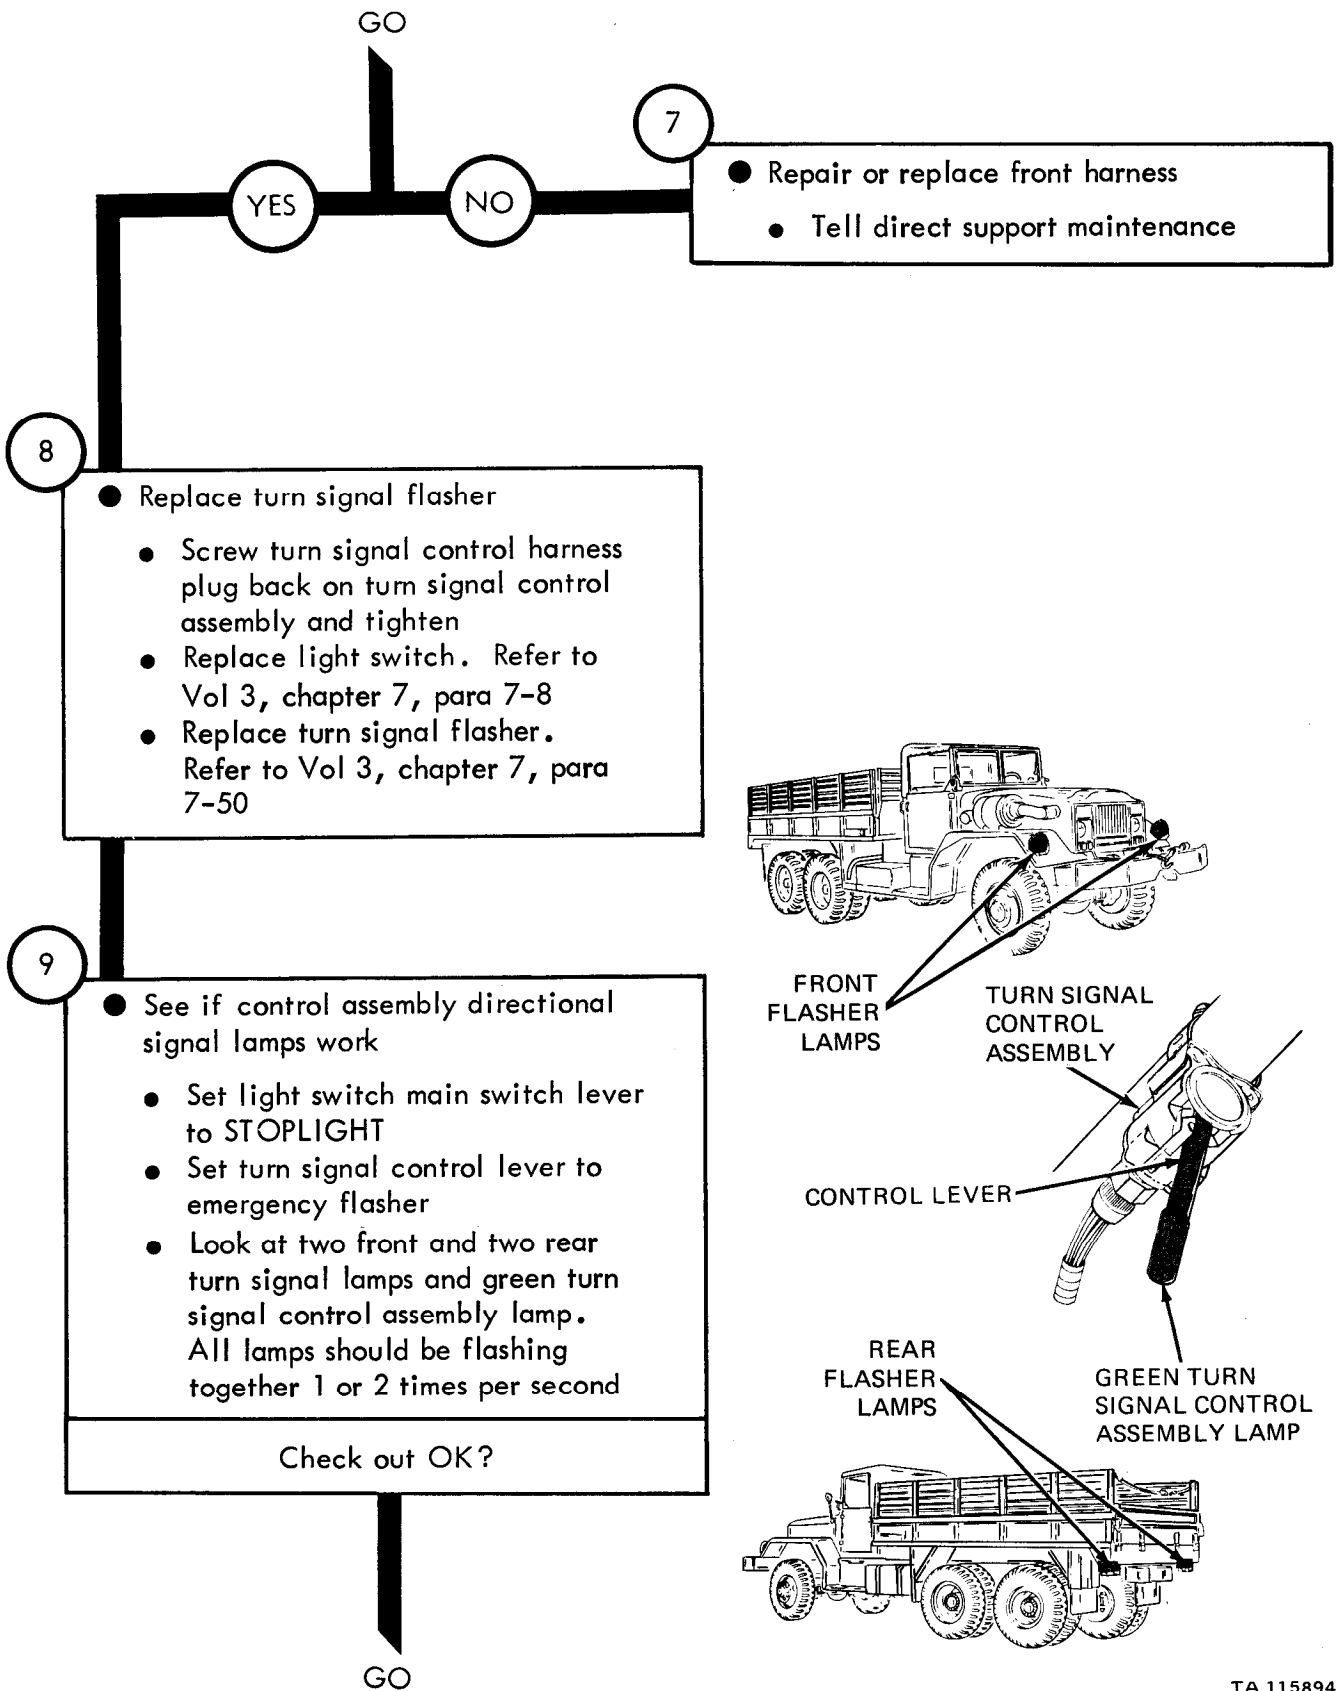 GO
7
● Repair or replace front harness
● Tell direct support maintenance
YES
NO
8
● Replace turn signal flasher
● Screw turn signal control harness
plug back on turn signal control
assembly and tighten
● Replace light switch. Refer to
Vol 3, chapter 7, para 7-8
● Replace turn signal flasher.
Refer to Vol 3, chapter 7, para
7-50
9
● See if control assembly directional
signal lamps work
● Set light switch main switch lever
to STOPLIGHT
● Set turn signal control lever to
emergency flasher
● Look at two front and two rear
turn signal lamps and green turn
signal control assembly lamp.
All lamps should be flashing
together 1 or 2 times per second
Check out OK?
GO
FRONT
FLASHER
LAMPS
TURN SIGNAL
CONTROL
ASSEMBLY
CONTROL LEVER
REAR
FLASHER
LAMPS
GREEN TURN
SIGNAL CONTROL
ASSEMBLY LAMP
TA 115894